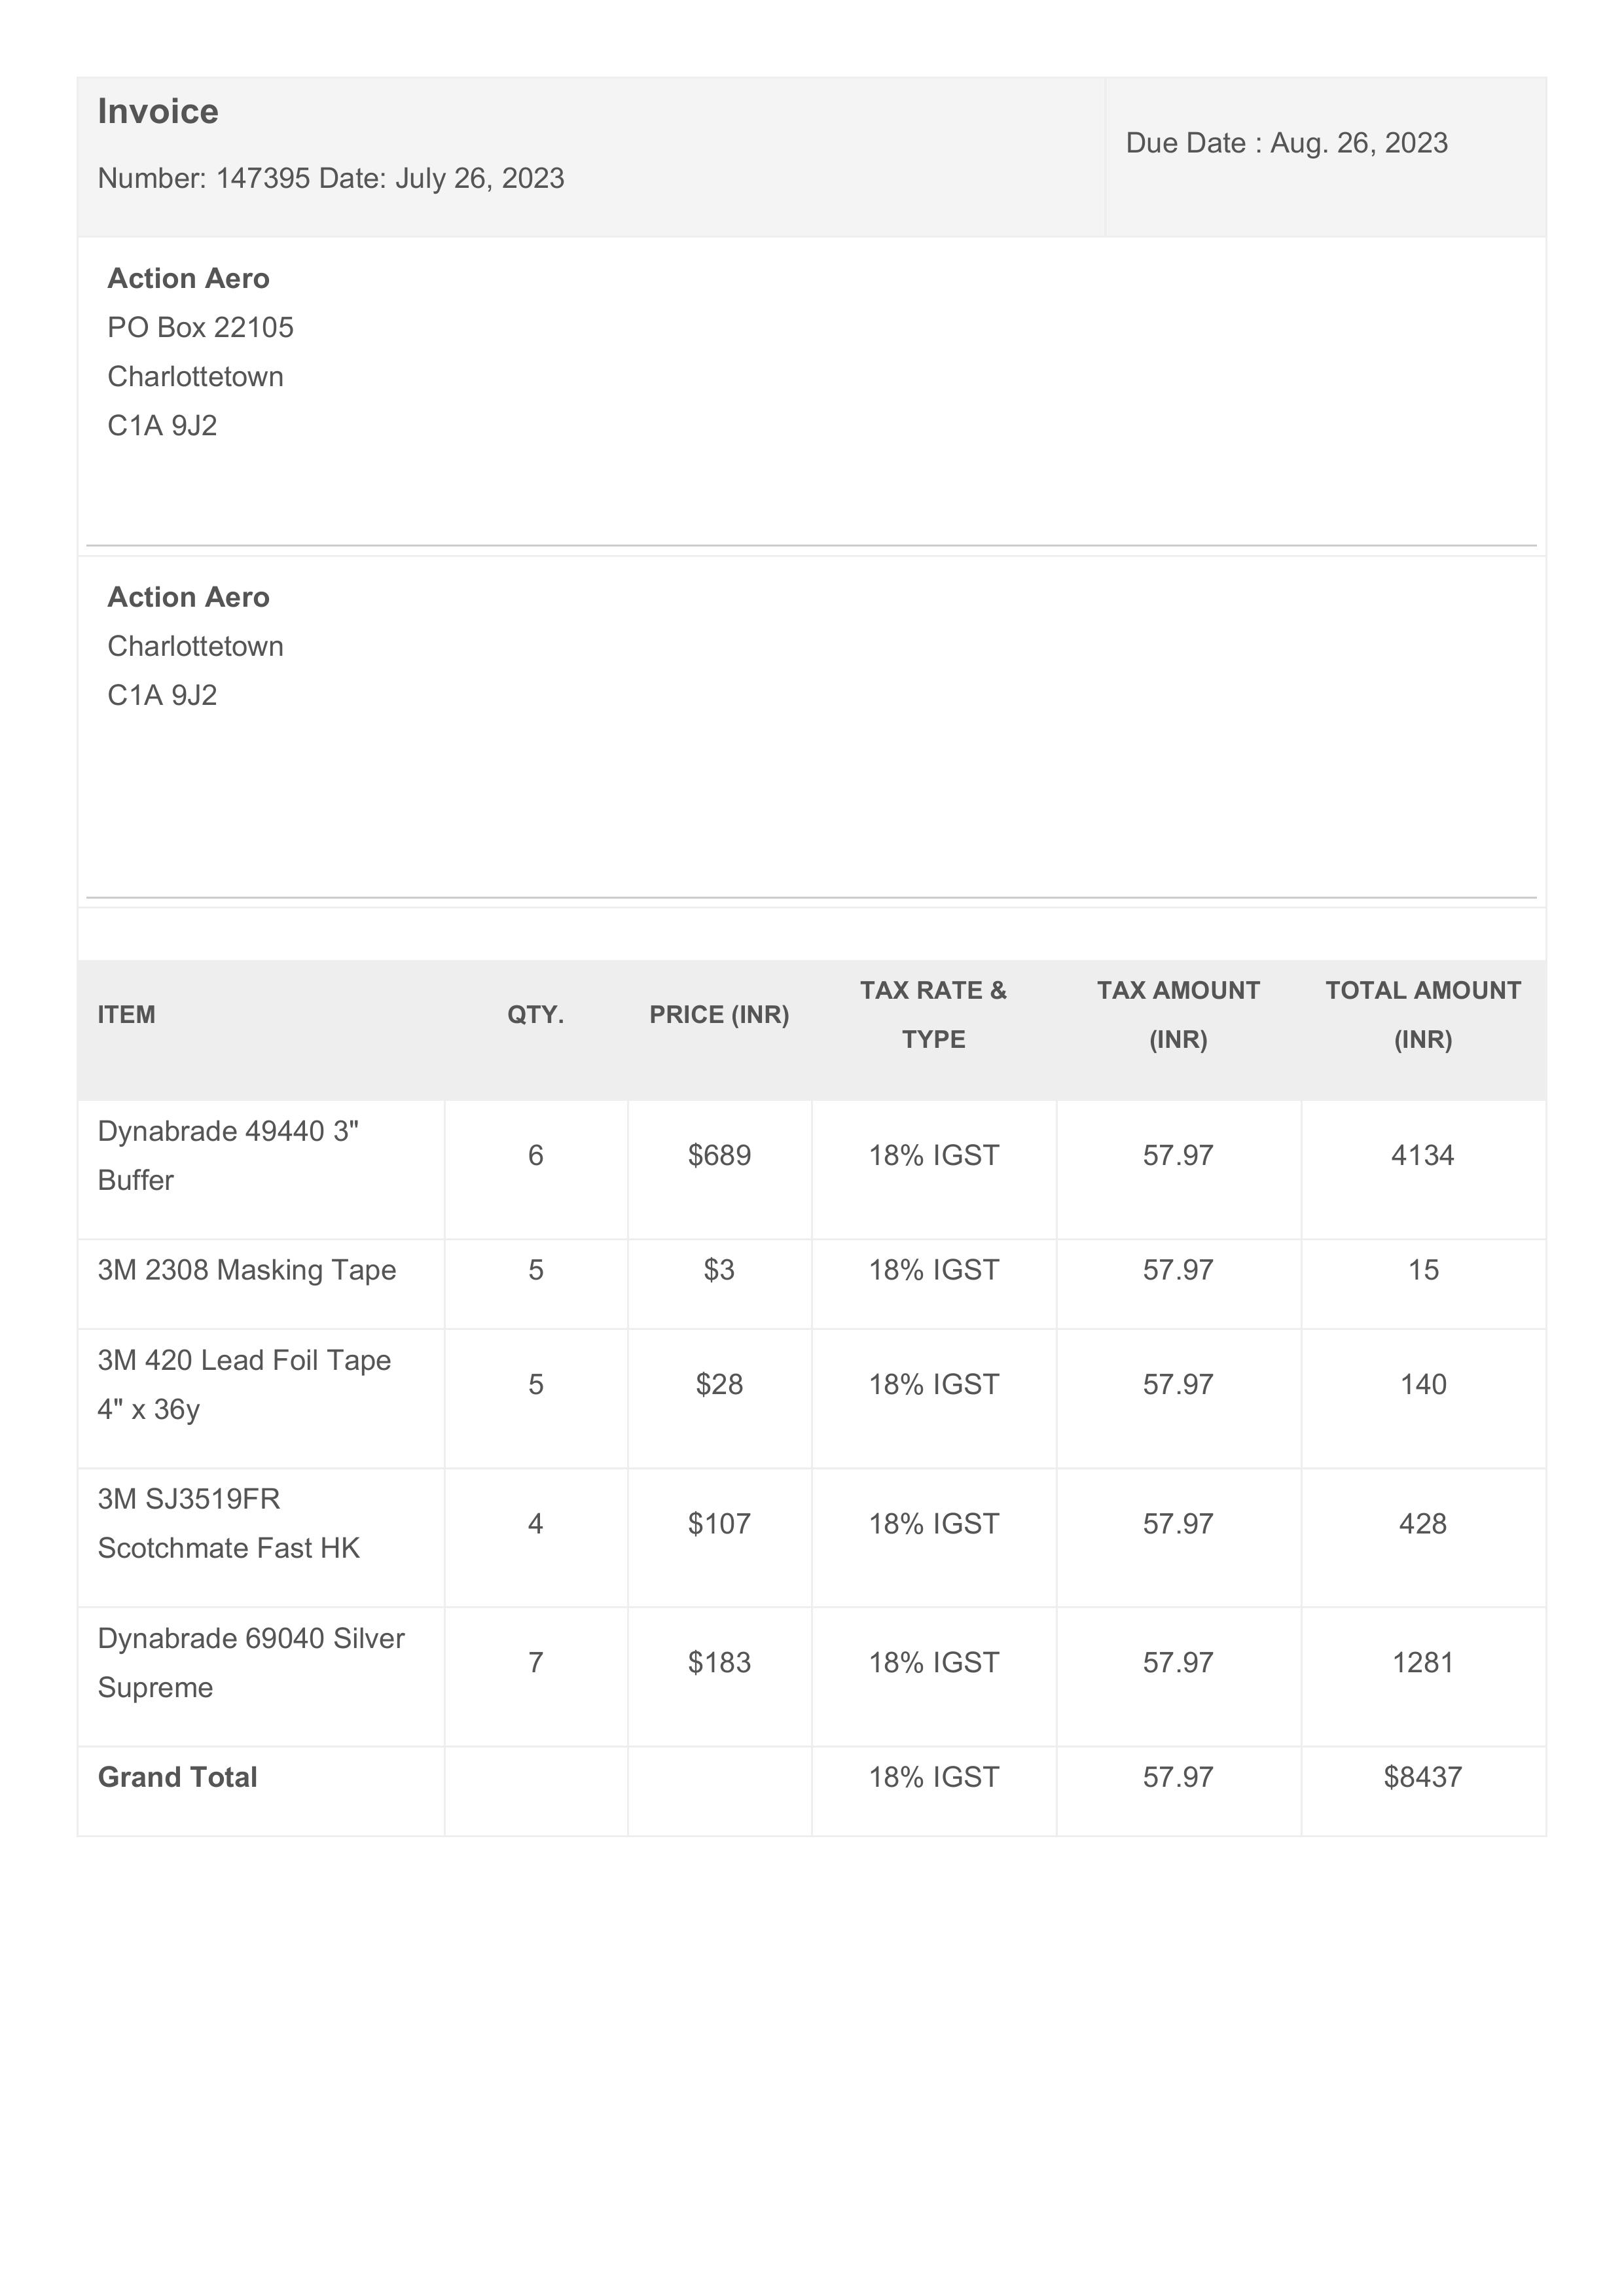 Invoice
Number: 147395 Date: July 26, 2023
Due Date : Aug. 26, 2023
Action Aero
PO Box 22105
Charlottetown
C1A 9J2
Action Aero
Charlottetown
C1A 9J2
ITEM QTY. PRICE (INR) TAX RATE & TYPE TAX AMOUNT (INR) TOTAL AMOUNT (INR)
Dynabrade 49440 3" Buffer 6 $689 18% IGST 57.97 4134
3M 2308 Masking Tape 5 $3 18% IGST 57.97 15
3M 420 Lead Foil Tape 4" x 36y 5 $28 18% IGST 57.97 140
3M SJ3519FR Scotchmate Fast HK 4 $107 18% IGST 57.97 428
Dynabrade 69040 Silver Supreme 7 $183 18% IGST 57.97 1281
Grand Total 18% IGST 57.97 $8437